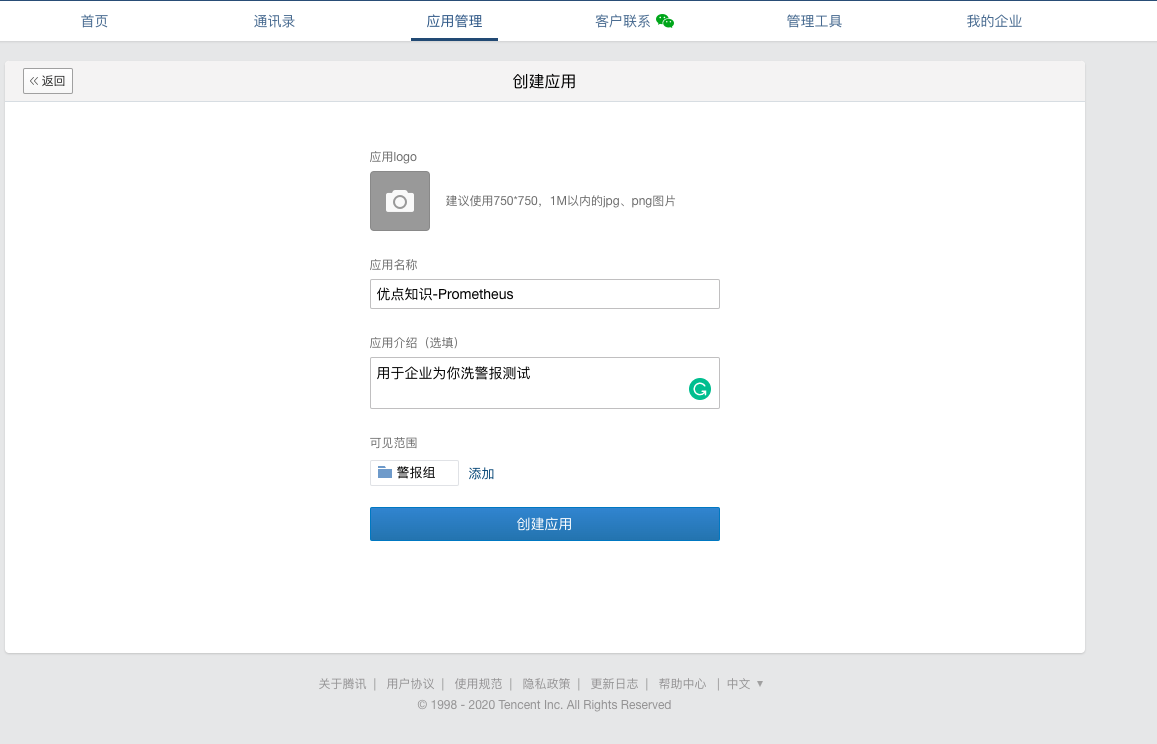 首页 通讯录 应用管理 客户联系 管理工具 我的企业
« 返回 创建应用
应用logo
建议使用750*750，1M以内的jpg、png图片
应用名称
优点知识-Prometheus
应用介绍（选填）
用于企业为你洗警报测试
可见范围
警报组 添加
创建应用
关于腾讯 | 用户协议 | 使用规范 | 隐私政策 | 更新日志 | 帮助中心 | 中文 ▼
© 1998 - 2020 Tencent Inc. All Rights Reserved